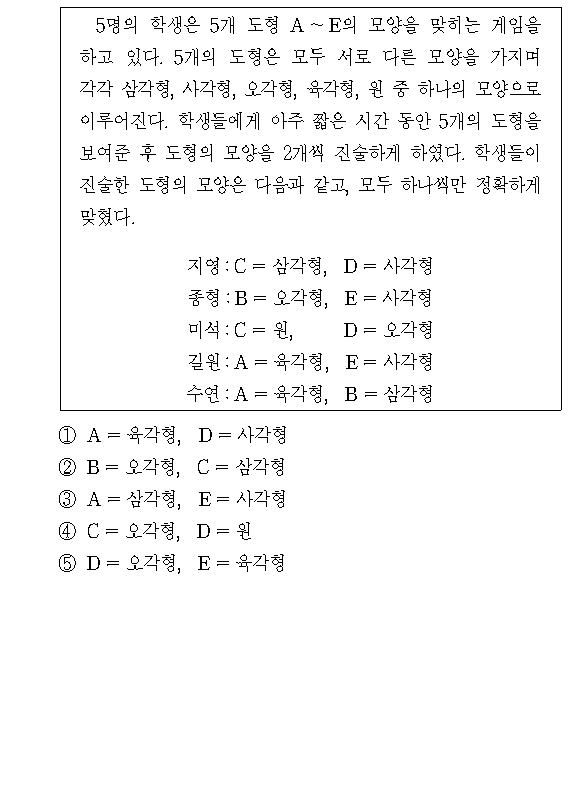 5명의 학생은 5개 도형 A ~ E의 모양을 맞히는 게임을
하고 있다. 5개의 도형은 모두 서로 다른 모양을 가지며
각각 삼각형, 사각형, 오각형, 육각형, 원 중 하나의 모양으로
이루어진다. 학생들에게 아주 짧은 시간 동안 5개의 도형을
보여준 후 도형의 모양을 2개씩 진술하게 하였다. 학생들이
진술한 도형의 모양은 다음과 같고, 모두 하나씩만 정확하게
맞혔다.
지영 : C = 삼각형, D = 사각형
종형 : B = 오각형, E = 사각형
미석 : C = 원, D = 오각형
길원 : A = 육각형, E = 사각형
수연 : A = 육각형, B = 삼각형
① A = 육각형, D = 사각형
② B = 오각형, C = 삼각형
③ A = 삼각형, E = 사각형
④ C = 오각형, D = 원
⑤ D = 오각형, E = 육각형